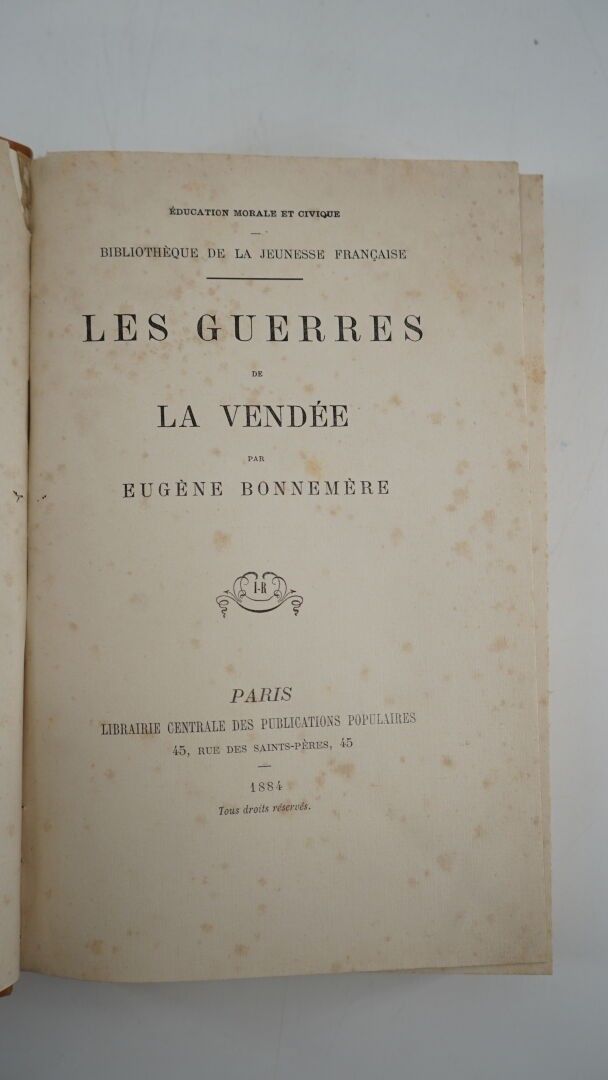 ÉDUCATION MORALE ET CIVIQUE
BIBLIOTHÈQUE DE LA JEUNESSE FRANÇAISE
LES GUERRES
DE
LA VENDÉE
PAR
EUGÈNE BONNEMÈRE
I-R
PARIS
LIBRAIRIE CENTRALE DES PUBLICATIONS POPULAIRES
45, RUE DES SAINTS-PÈRES, 45
1884
Tous droits réservés.